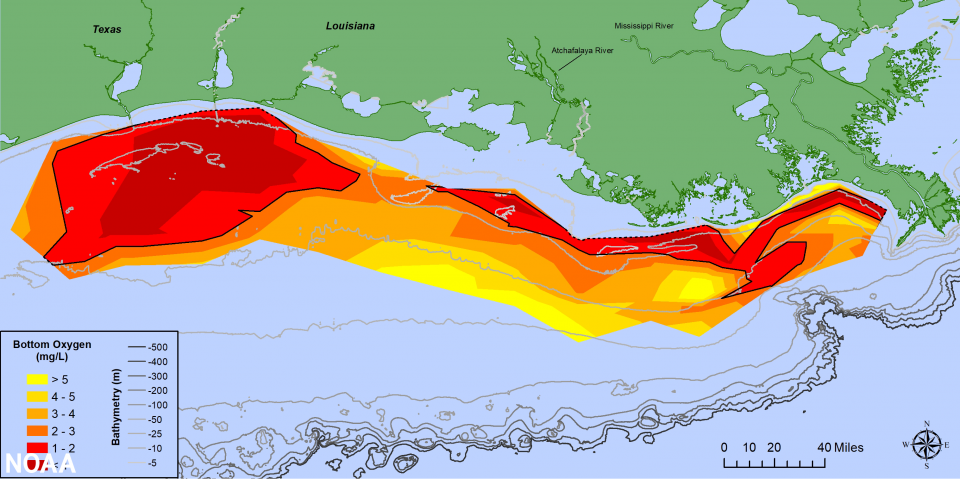 Texas
Louisiana
Mississippi River
Atchafalaya River
Bottom Oxygen
(mg/L)
> 5
4 - 5
3 - 4
2 - 3
1 - 2
Bathymetry (m)
-500
-400
-300
-200
-100
-50
-25
-10
-5
NOAA
0 10 20 40 Miles
N
W E
S